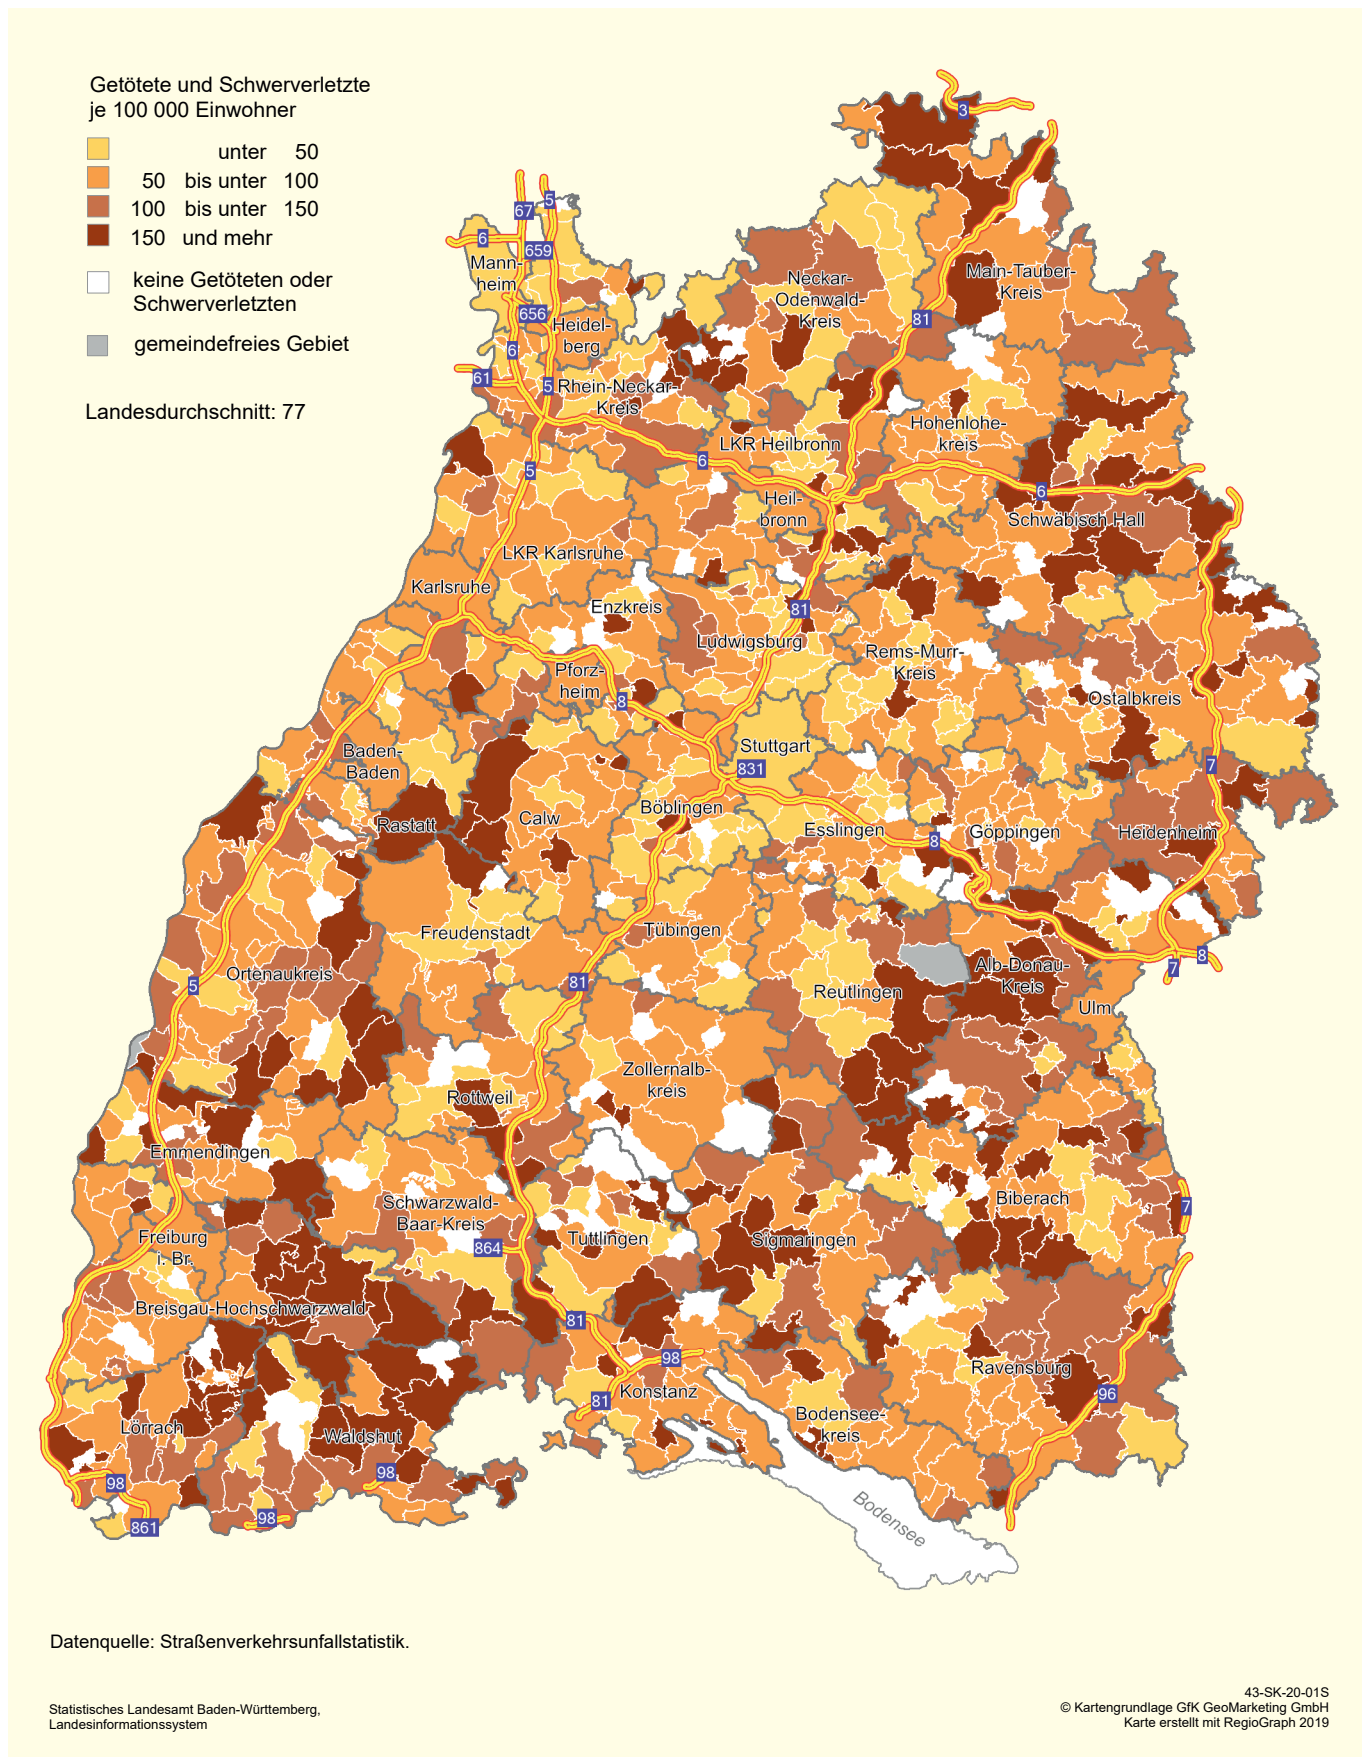 Getötete und Schwerverletzte
je 100 000 Einwohner
unter 50
50 bis unter 100
100 bis unter 150
150 und mehr
keine Getöteten oder
Schwerverletzten
gemeindefreies Gebiet
Landesdurchschnitt: 77
3
5
67
6
659
Mann-
heim
656
Heidel-
berg
6
61
5
Rhein-Neckar-
Kreis
Neckar-
Odenwald-
Kreis
Main-Tauber-
Kreis
81
LKR Heilbronn
Hohenlohe-
kreis
6
5
6
Heil-
bronn
Schwäbisch Hall
LKR Karlsruhe
Karlsruhe
Enzkreis
81
Ludwigsburg
Rems-Murr-
Kreis
Pforz-
heim
8
Ostalbkreis
Stuttgart
831
Baden-
Baden
7
Rastatt
Calw
Böblingen
Esslingen
8
Göppingen
Heidenheim
Freudenstadt
Tübingen
Ortenaukreis
5
81
Reutlingen
Alb-Donau-
Kreis
7
8
Ulm
Zollernalb-
kreis
Rottweil
Emmendingen
Schwarzwald-
Baar-Kreis
864
Tuttlingen
Sigmaringen
Biberach
7
Freiburg
i. Br.
Breisgau-Hochschwarzwald
81
98
81
Konstanz
Ravensburg
96
Bodensee-
kreis
Lörrach
Waldshut
98
98
861
98
Bodensee
Datenquelle: Straßenverkehrsunfallstatistik.
Statistisches Landesamt Baden-Württemberg,
Landesinformationssystem
43-SK-20-01S
© Kartengrundlage GfK GeoMarketing GmbH
Karte erstellt mit RegioGraph 2019